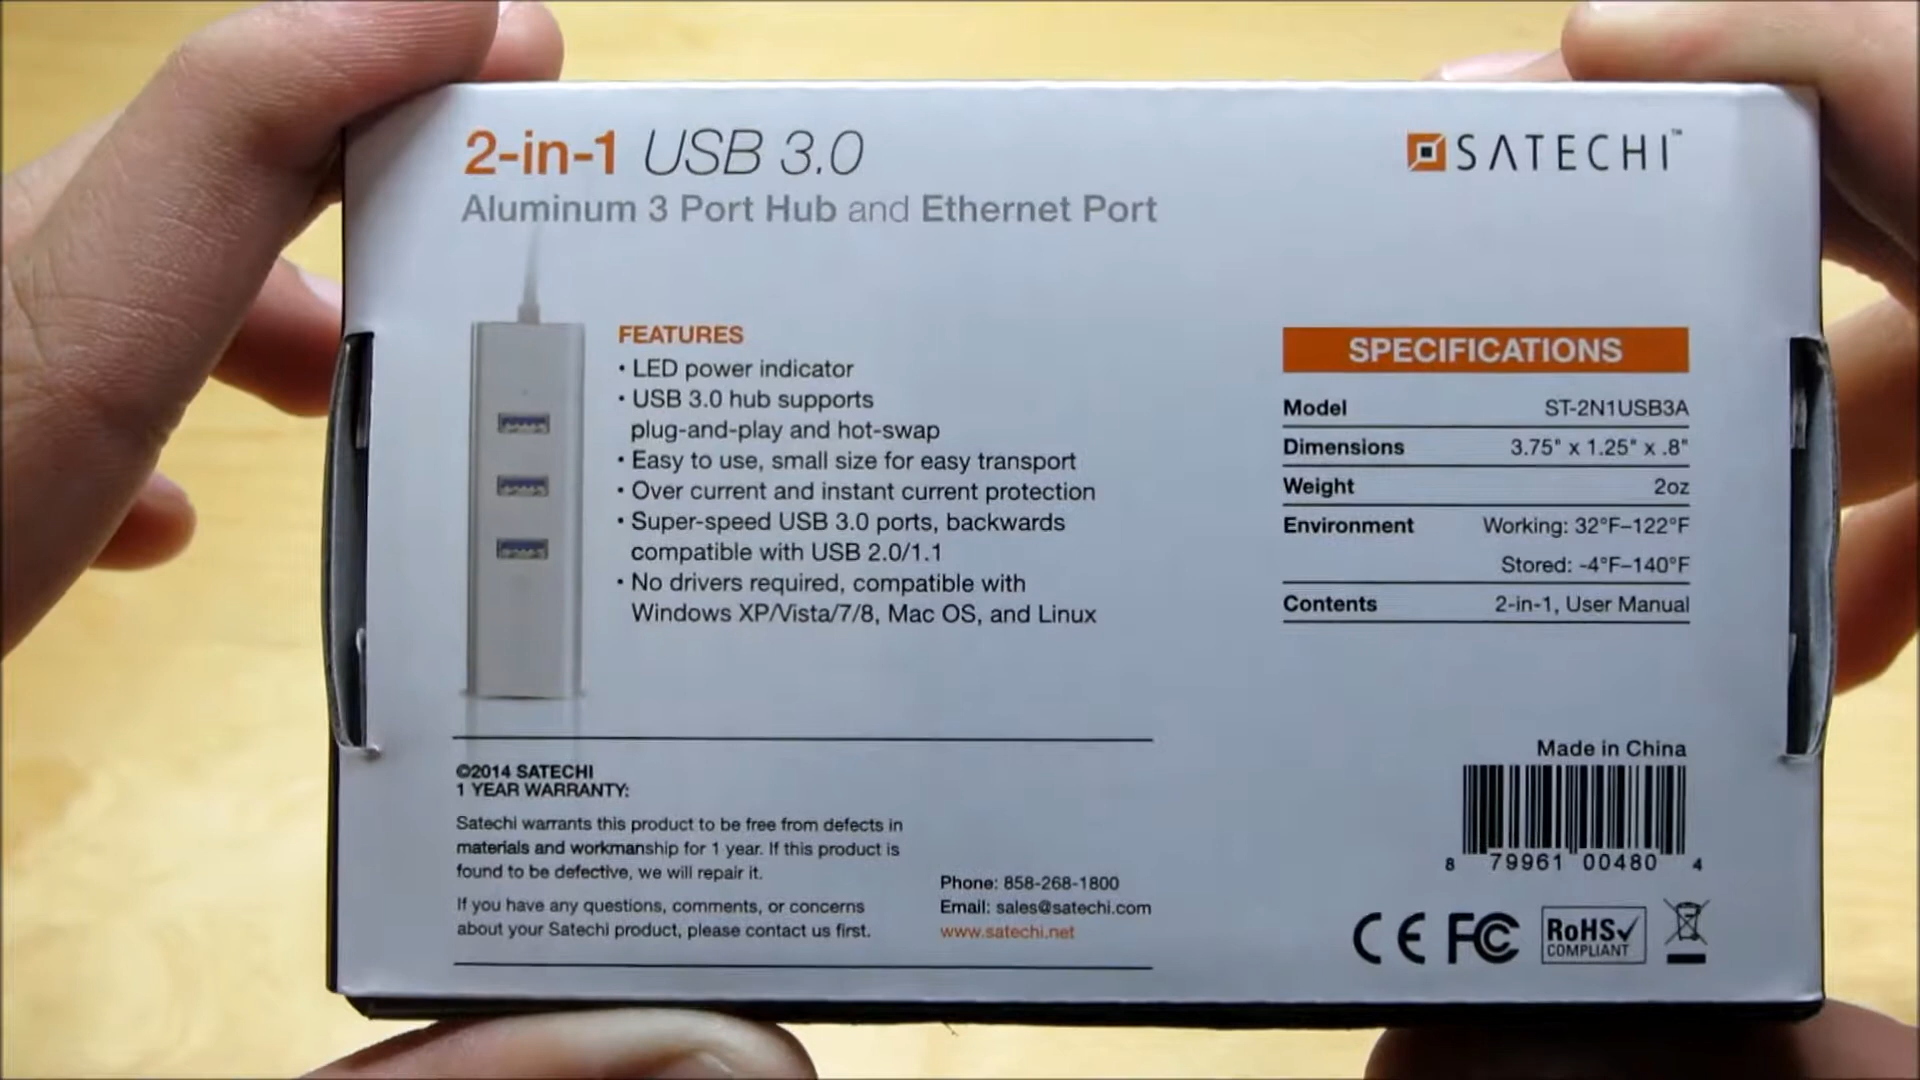 2-in-1 USB 3.0
Aluminum 3 Port Hub and Ethernet Port
SATECHI™
FEATURES
• LED power indicator
• USB 3.0 hub supports
plug-and-play and hot-swap
• Easy to use, small size for easy transport
• Over current and instant current protection
• Super-speed USB 3.0 ports, backwards
compatible with USB 2.0/1.1
• No drivers required, compatible with
Windows XP/Vista/7/8, Mac OS, and Linux
SPECIFICATIONS
Model ST-2N1USB3A
Dimensions 3.75" x 1.25" x .8"
Weight 2oz
Environment Working: 32°F–122°F
Stored: -4°F–140°F
Contents 2-in-1, User Manual
©2014 SATECHI
1 YEAR WARRANTY:
Satechi warrants this product to be free from defects in
materials and workmanship for 1 year. If this product is
found to be defective, we will repair it.
If you have any questions, comments, or concerns
about your Satechi product, please contact us first.
Phone: 858-268-1800
Email: sales@satechi.com
www.satechi.net
Made in China
8 79961 00480 4
CE FC RoHS✓
COMPLIANT